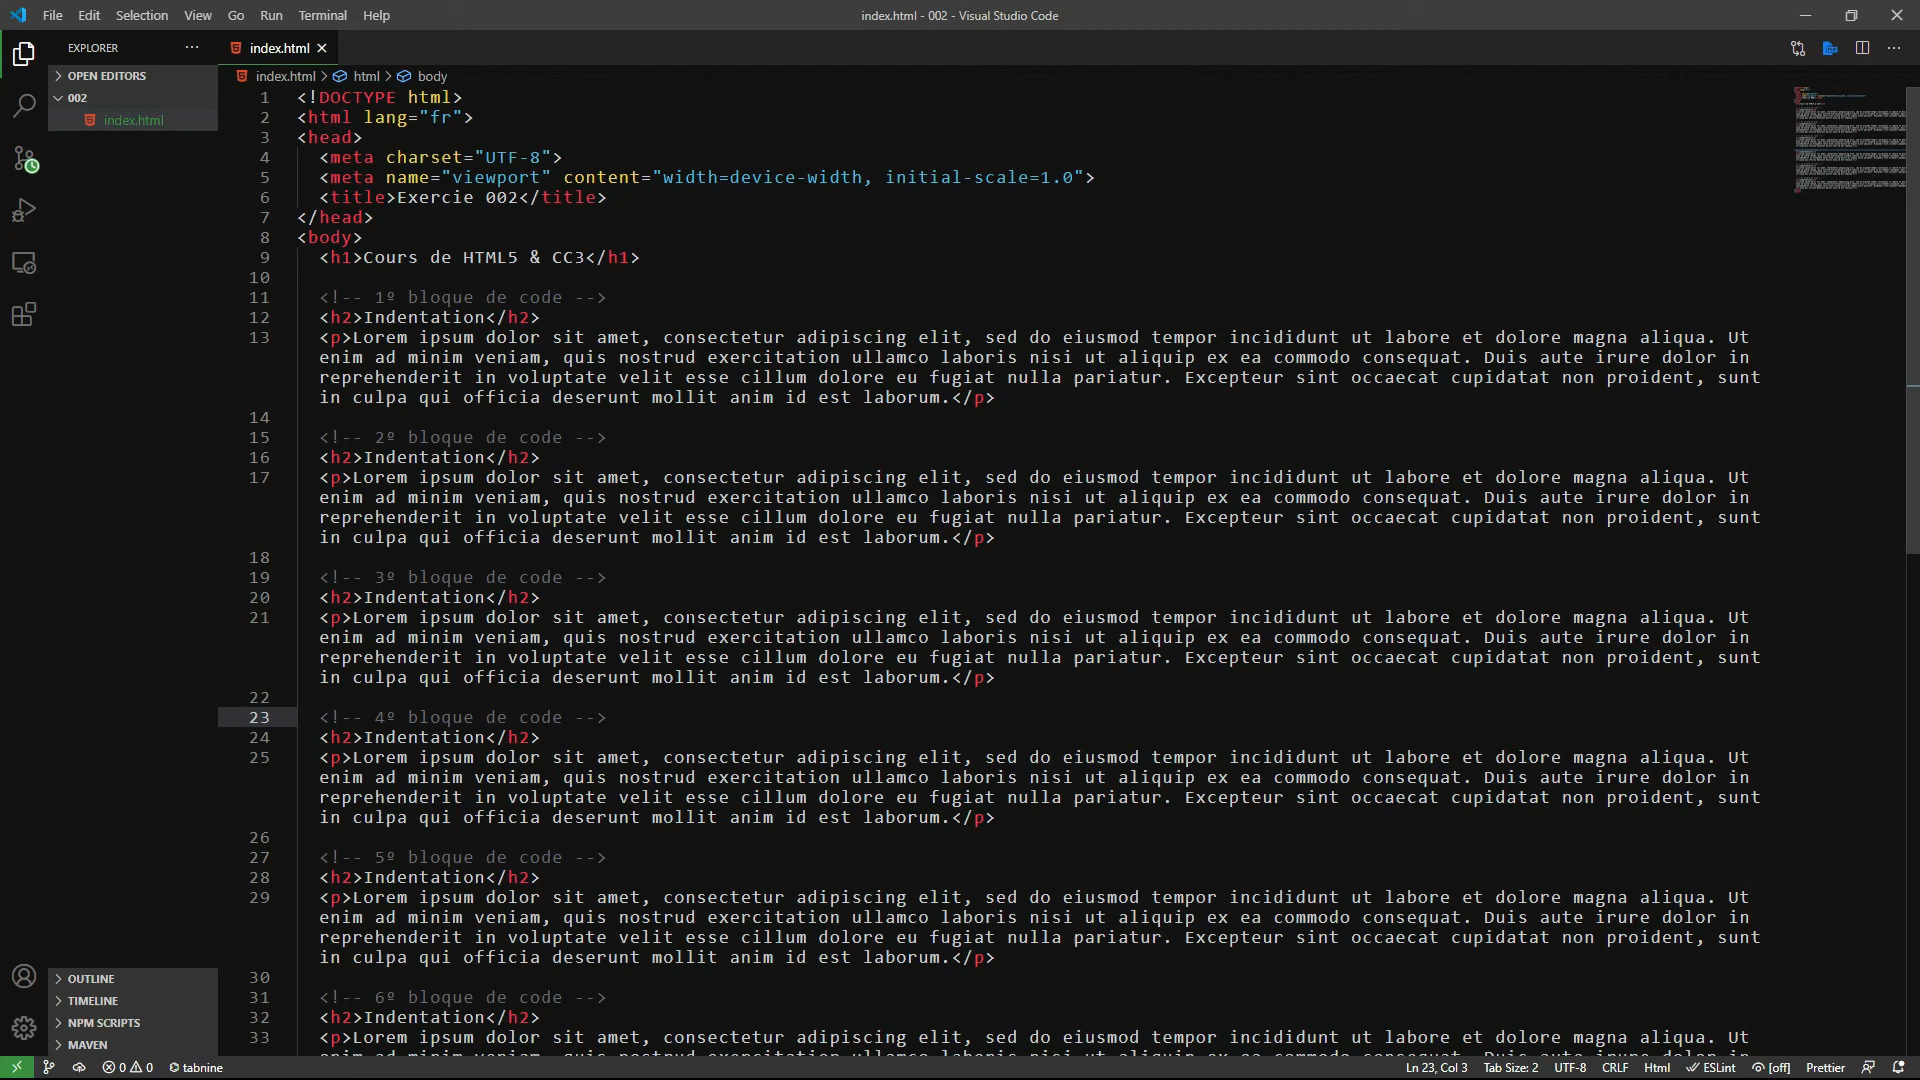 File Edit Selection View Go Run Terminal Help
index.html - 002 - Visual Studio Code
EXPLORER
OPEN EDITORS
002
index.html
index.html
index.html > html > body
1 <!DOCTYPE html>
2 <html lang="fr">
3 <head>
4 <meta charset="UTF-8">
5 <meta name="viewport" content="width=device-width, initial-scale=1.0">
6 <title>Exercie 002</title>
7 </head>
8 <body>
9 <h1>Cours de HTML5 & CC3</h1>
10
11 <!-- 1º bloque de code -->
12 <h2>Indentation</h2>
13 <p>Lorem ipsum dolor sit amet, consectetur adipiscing elit, sed do eiusmod tempor incididunt ut labore et dolore magna aliqua. Ut
enim ad minim veniam, quis nostrud exercitation ullamco laboris nisi ut aliquip ex ea commodo consequat. Duis aute irure dolor in
reprehenderit in voluptate velit esse cillum dolore eu fugiat nulla pariatur. Excepteur sint occaecat cupidatat non proident, sunt
in culpa qui officia deserunt mollit anim id est laborum.</p>
14
15 <!-- 2º bloque de code -->
16 <h2>Indentation</h2>
17 <p>Lorem ipsum dolor sit amet, consectetur adipiscing elit, sed do eiusmod tempor incididunt ut labore et dolore magna aliqua. Ut
enim ad minim veniam, quis nostrud exercitation ullamco laboris nisi ut aliquip ex ea commodo consequat. Duis aute irure dolor in
reprehenderit in voluptate velit esse cillum dolore eu fugiat nulla pariatur. Excepteur sint occaecat cupidatat non proident, sunt
in culpa qui officia deserunt mollit anim id est laborum.</p>
18
19 <!-- 3º bloque de code -->
20 <h2>Indentation</h2>
21 <p>Lorem ipsum dolor sit amet, consectetur adipiscing elit, sed do eiusmod tempor incididunt ut labore et dolore magna aliqua. Ut
enim ad minim veniam, quis nostrud exercitation ullamco laboris nisi ut aliquip ex ea commodo consequat. Duis aute irure dolor in
reprehenderit in voluptate velit esse cillum dolore eu fugiat nulla pariatur. Excepteur sint occaecat cupidatat non proident, sunt
in culpa qui officia deserunt mollit anim id est laborum.</p>
22
23 <!-- 4º bloque de code -->
24 <h2>Indentation</h2>
25 <p>Lorem ipsum dolor sit amet, consectetur adipiscing elit, sed do eiusmod tempor incididunt ut labore et dolore magna aliqua. Ut
enim ad minim veniam, quis nostrud exercitation ullamco laboris nisi ut aliquip ex ea commodo consequat. Duis aute irure dolor in
reprehenderit in voluptate velit esse cillum dolore eu fugiat nulla pariatur. Excepteur sint occaecat cupidatat non proident, sunt
in culpa qui officia deserunt mollit anim id est laborum.</p>
26
27 <!-- 5º bloque de code -->
28 <h2>Indentation</h2>
29 <p>Lorem ipsum dolor sit amet, consectetur adipiscing elit, sed do eiusmod tempor incididunt ut labore et dolore magna aliqua. Ut
enim ad minim veniam, quis nostrud exercitation ullamco laboris nisi ut aliquip ex ea commodo consequat. Duis aute irure dolor in
reprehenderit in voluptate velit esse cillum dolore eu fugiat nulla pariatur. Excepteur sint occaecat cupidatat non proident, sunt
in culpa qui officia deserunt mollit anim id est laborum.</p>
30
31 <!-- 6º bloque de code -->
32 <h2>Indentation</h2>
33 <p>Lorem ipsum dolor sit amet, consectetur adipiscing elit, sed do eiusmod tempor incididunt ut labore et dolore magna aliqua. Ut
OUTLINE
TIMELINE
NPM SCRIPTS
MAVEN
0 0 tabnine
Ln 23, Col 3 Tab Size: 2 UTF-8 CRLF Html ESLint [off] Prettier